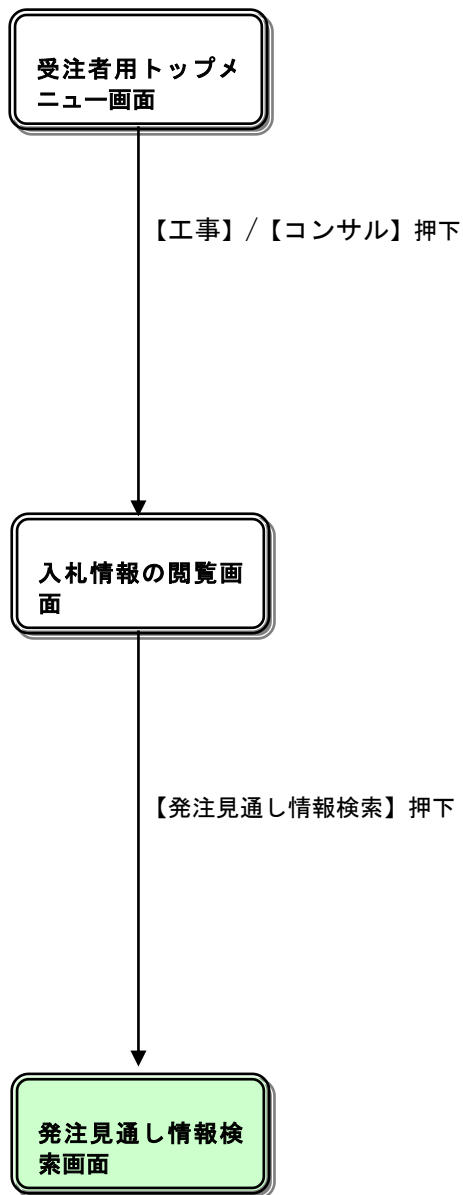 受注者用トップメ
ニュー画面
【工事】/【コンサル】押下
入札情報の閲覧画
面
【発注見通し情報検索】押下
発注見通し情報検
索画面